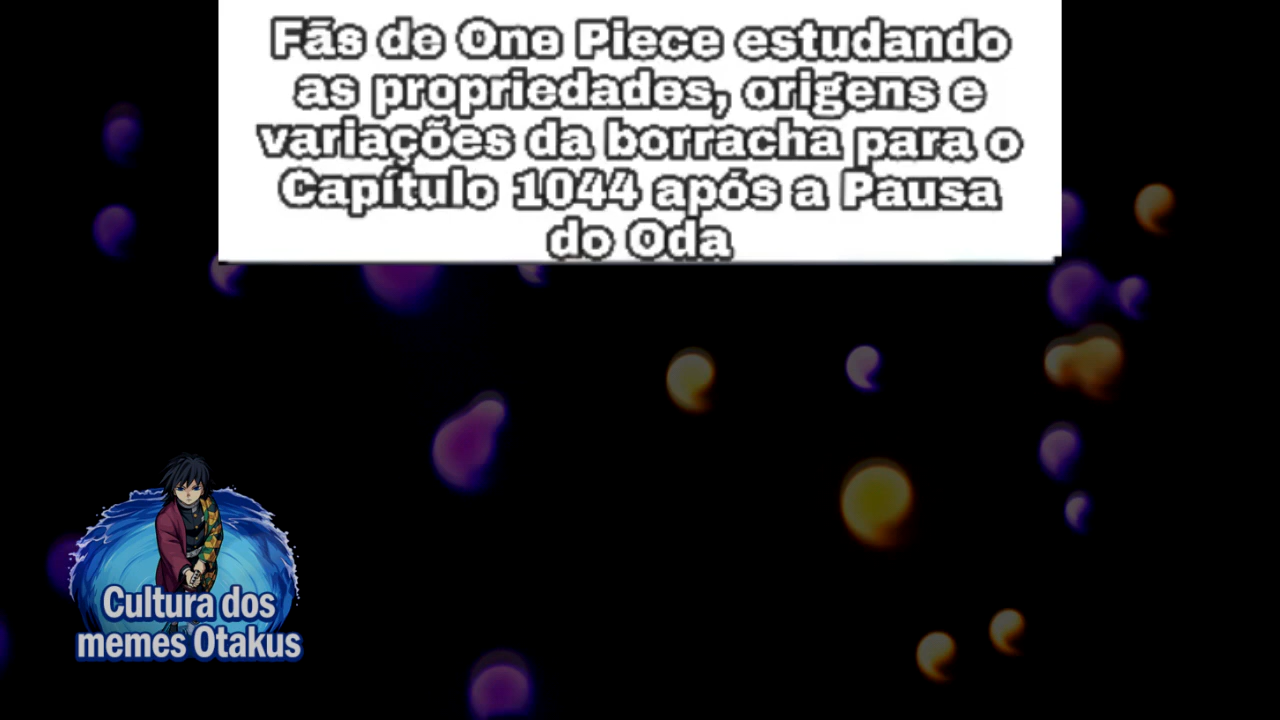 Fãs de One Piece estudando
as propriedades, origens e
variações da borracha para o
Capítulo 1044 após a Pausa
do Oda
Cultura dos
memes Otakus